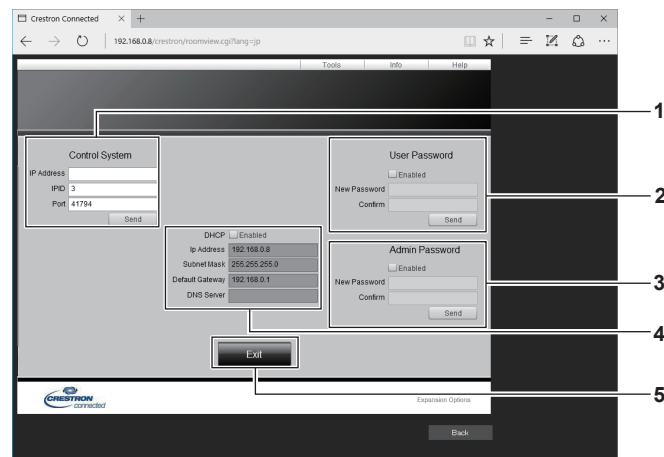 Crestron Connected
192.168.0.8/crestron/roomview.cgi?lang=jp
Tools Info Help
1
Control System
IP Address
IPID 3
Port 41794
Send
User Password
Enabled
New Password
Confirm
Send
2
DHCP Enabled
Ip Address 192.168.0.8
Subnet Mask 255.255.255.0
Default Gateway 192.168.0.1
DNS Server
Admin Password
Enabled
New Password
Confirm
Send
3
4
Exit
5
CRESTRON
connected
Expansion Options
Back